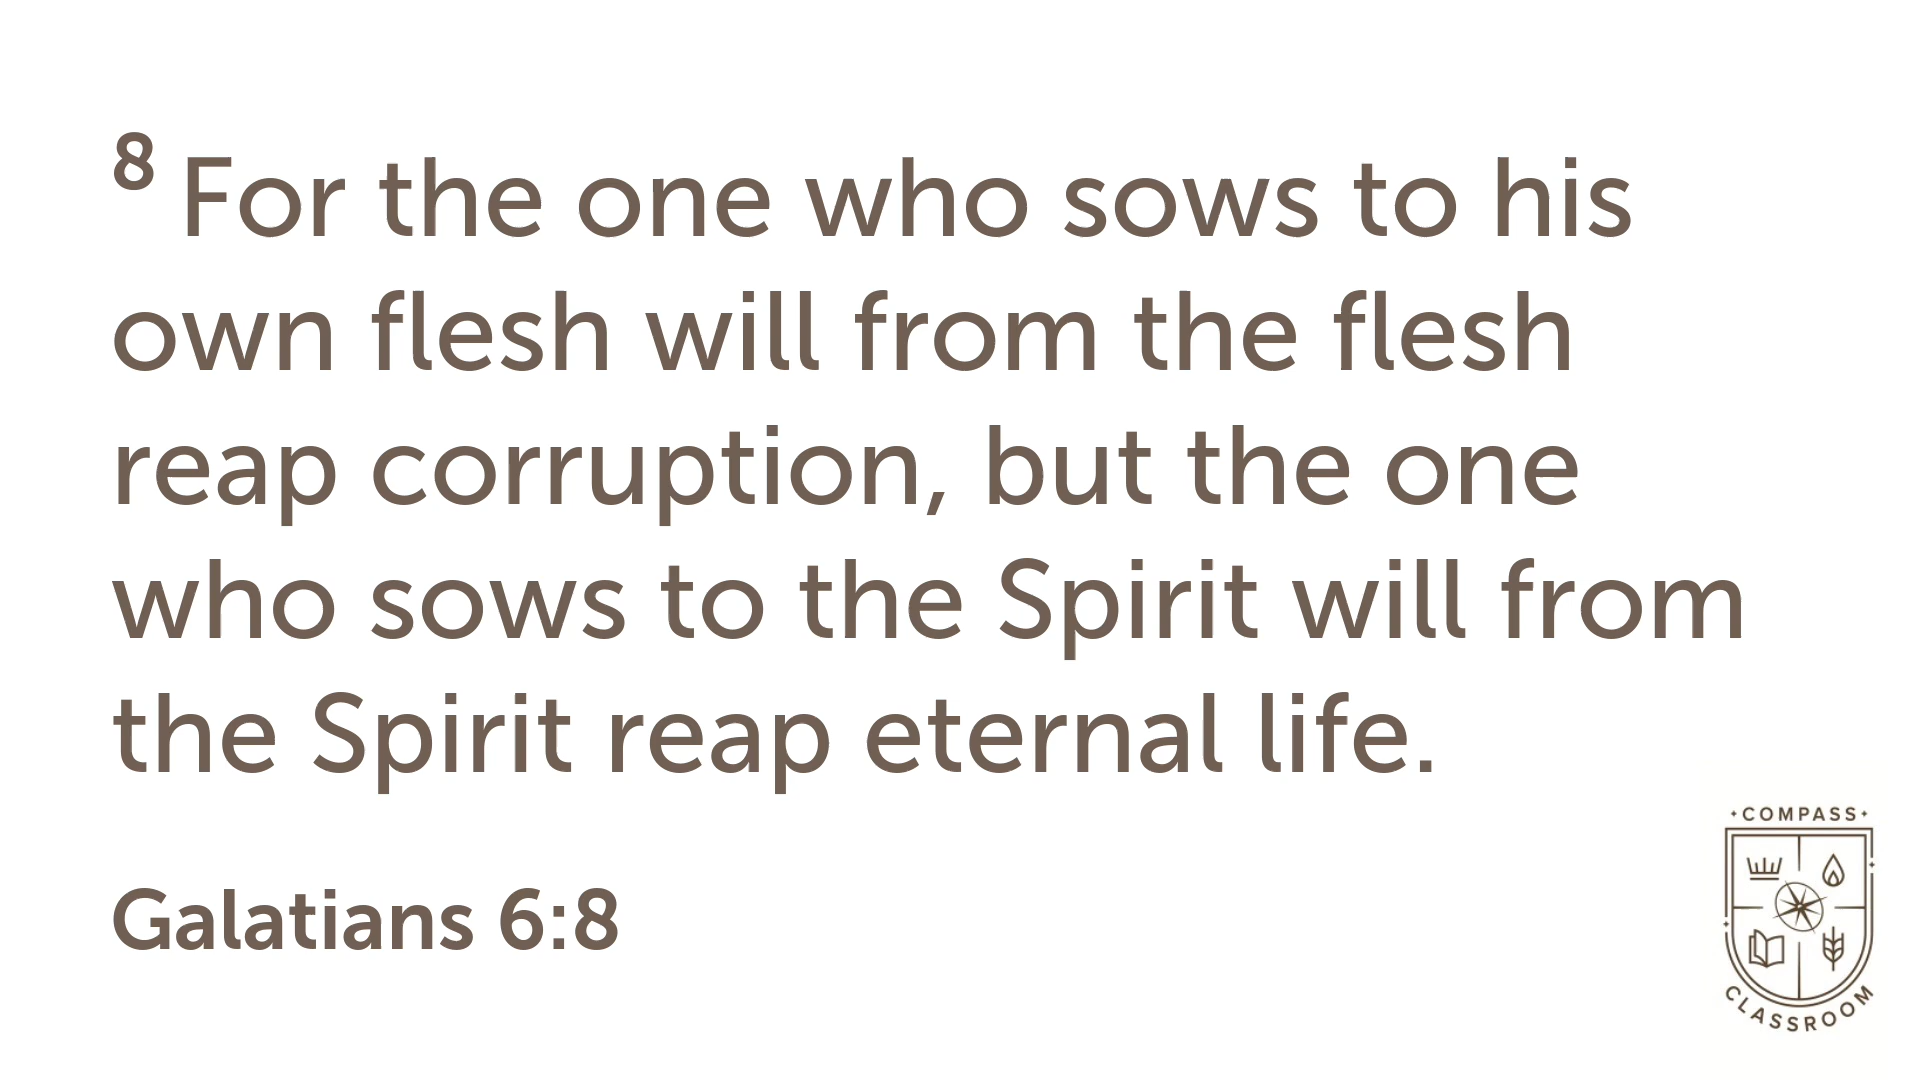 8 For the one who sows to his
own flesh will from the flesh
reap corruption, but the one
who sows to the Spirit will from
the Spirit reap eternal life.
Galatians 6:8
COMPASS
CLASSROOM